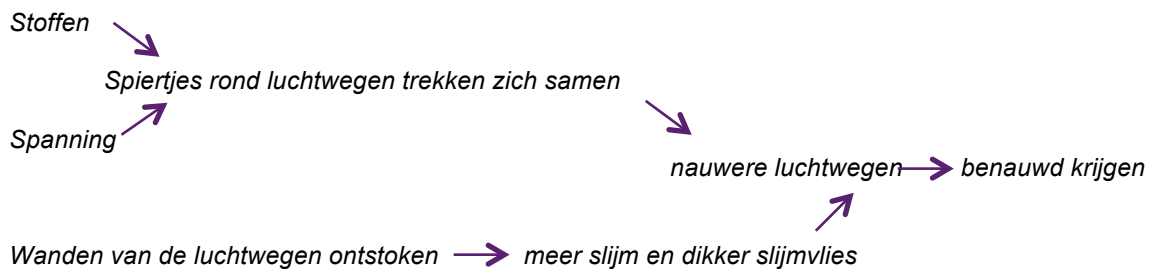 Stoffen
Spiertjes rond luchtwegen trekken zich samen
Spanning
nauwere luchtwegen benauwd krijgen
Wanden van de luchtwegen ontstoken meer slijm en dikker slijmvlies